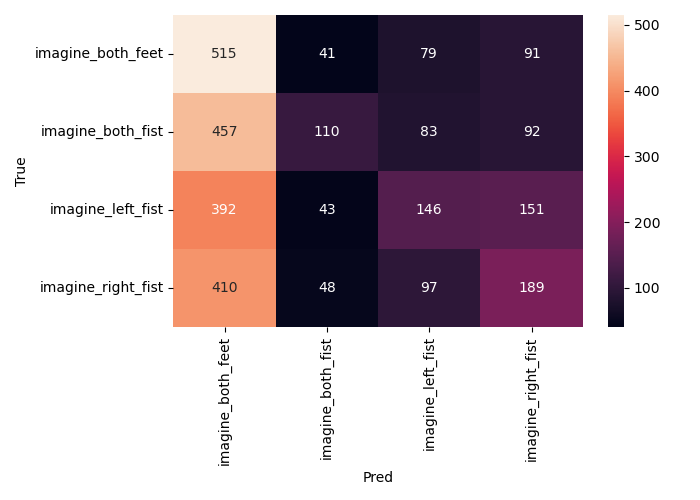 True
imagine_both_feet 515 41 79 91
imagine_both_fist 457 110 83 92
imagine_left_fist 392 43 146 151
imagine_right_fist 410 48 97 189
imagine_both_feet
imagine_both_fist
imagine_left_fist
imagine_right_fist
Pred
500
400
300
200
100